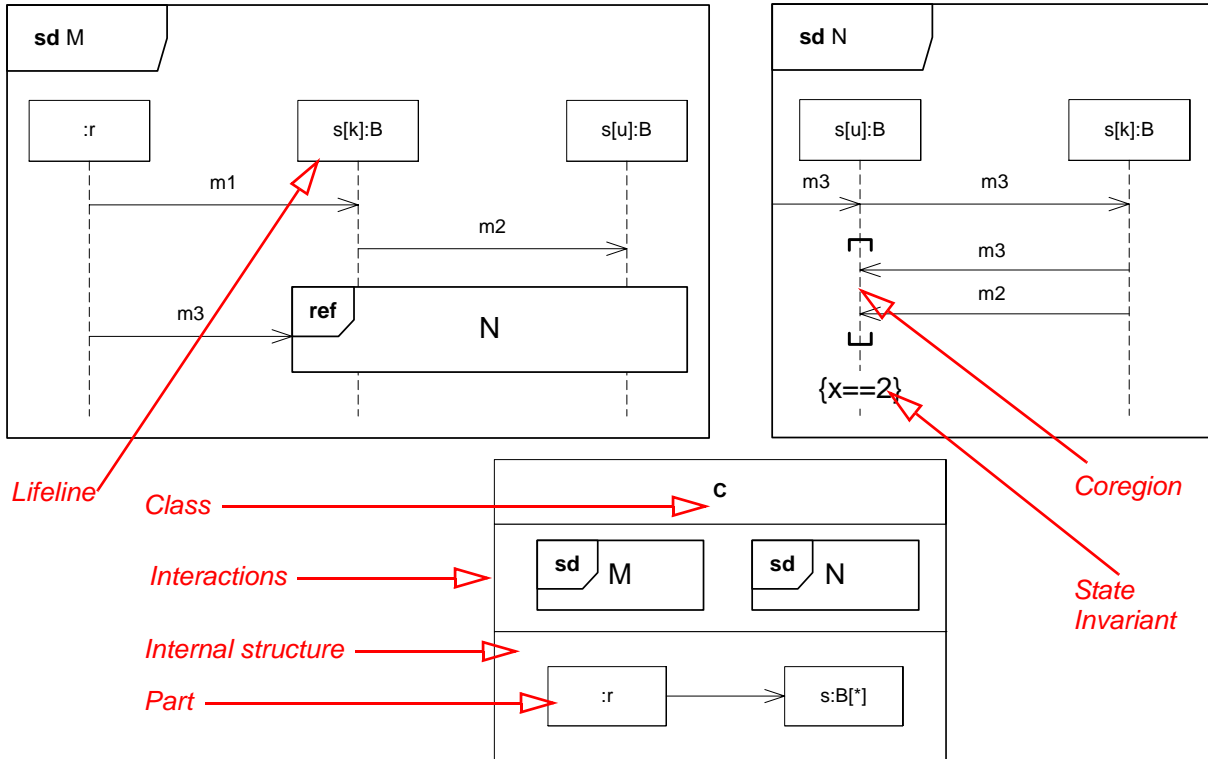 sd M
:r
s[k]:B
s[u]:B
m1
m2
m3
ref
N
sd N
s[u]:B
s[k]:B
m3
m3
m3
m2
{x==2}
Lifeline
Coregion
State
Invariant
Class
C
Interactions
sd M
sd N
Internal structure
Part
:r
s:B[*]